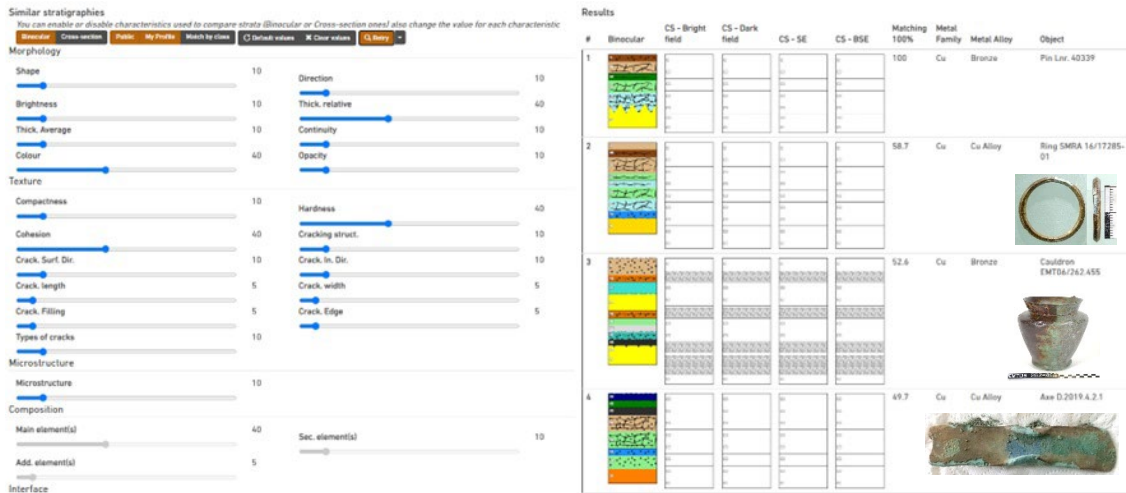 Similar stratigraphies
You can enable or disable characteristics used to compare strata (Binocular or Cross-section ones) also change the value for each characteristic
Binocular Cross-section Public My Profile Match by class Default values Clear values Retry
Morphology
Shape 10
Direction 10
Brightness 10
Thick. relative 40
Thick. Average 10
Continuity 10
Colour 40
Opacity 10
Texture
Compactness 10
Hardness 40
Cohesion 40
Cracking struct. 10
Crack. Surf. Dir. 10
Crack. In. Dir. 10
Crack. length 5
Crack. width 5
Crack. Filling 5
Crack. Edge 5
Types of cracks 10
Microstructure
Microstructure 10
Composition
Main element(s) 40
Sec. element(s) 10
Add. element(s) 5
Interface
Results
# Binocular CS - Bright field CS - Dark field CS - SE CS - BSE Matching 100% Metal Family Metal Alloy Object
1 100 Cu Bronze Pin Lnr. 40339
2 58.7 Cu Cu Alloy Ring SMRA 16/17285-
01
3 52.6 Cu Bronze Cauldron
EMT06/262.455
4 49.7 Cu Cu Alloy Axe D.2019.4.2.1